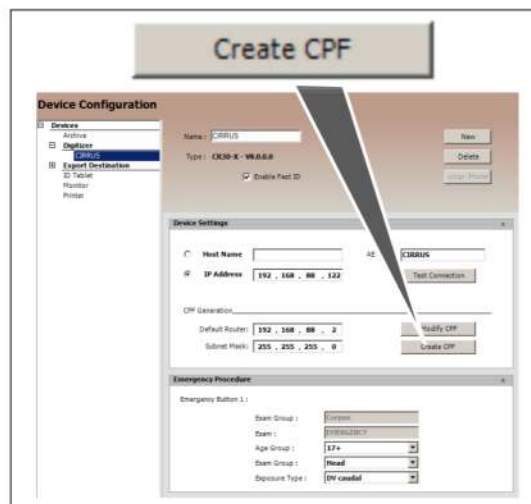 Create CPF
Device Configuration
Devices
Archive
Digitizer
CIRRUS
Export Destination
ID Tablet
Monitor
Printer
Name : CIRRUS New
Type : CR30-X - V8.0.0.0 Delete
Enable Fast ID
Device Settings
Host Name AE CIRRUS
IP Address 192 . 168 . 88 . 122 Test Connection
CPF Generation
Default Router: 192 . 168 . 88 . 2 Modify CPF
Subnet Mask: 255 . 255 . 255 . 0 Create CPF
Emergency Procedure
Emergency Button 1 :
Exam Group :
Exam : EMERGENCY
Age Group : 17+
Exam Group : Head
Exposure Type : DV caudal